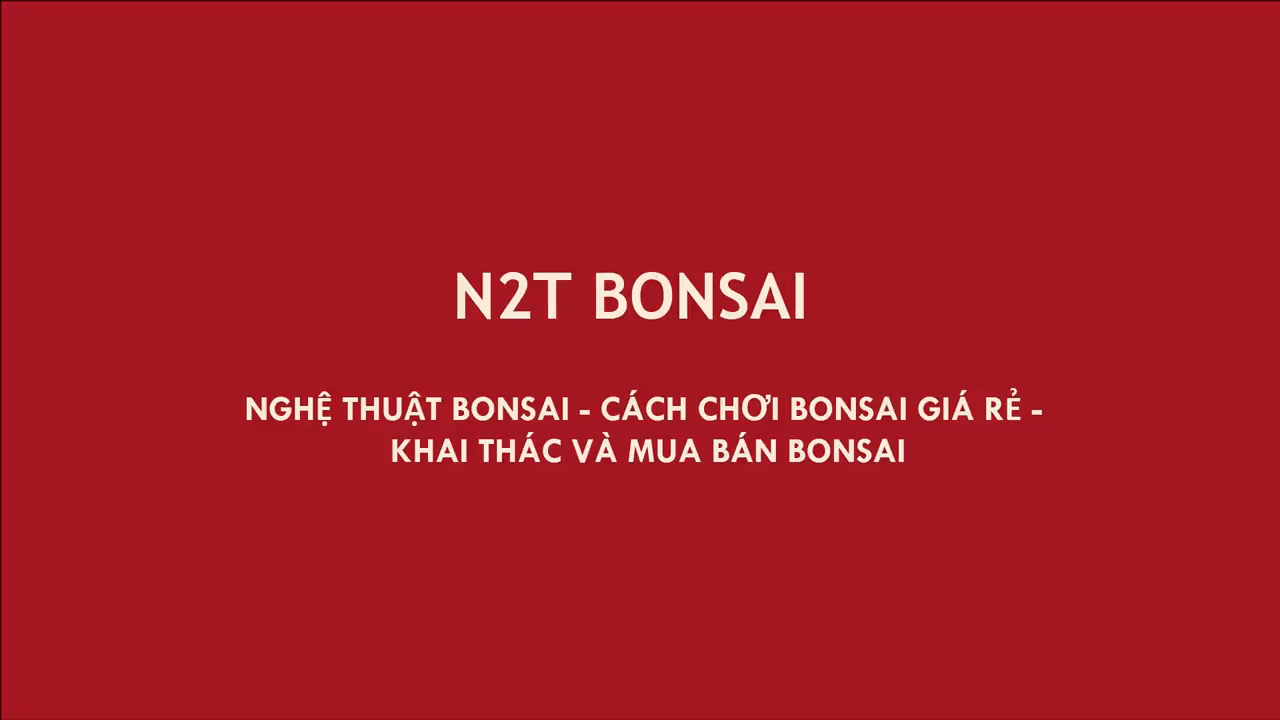 N2T BONSAI
NGHỆ THUẬT BONSAI - CÁCH CHƠI BONSAI GIÁ RẺ -
KHAI THÁC VÀ MUA BÁN BONSAI